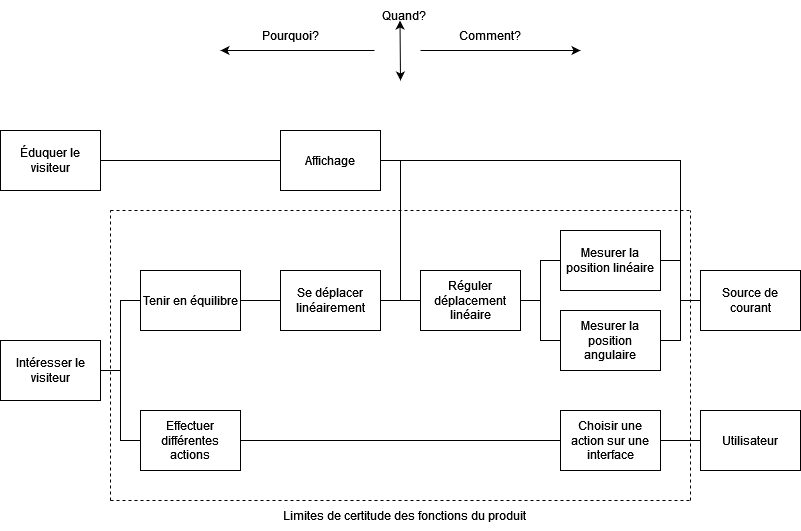 Quand?
Pourquoi?
Comment?
Éduquer le
visiteur
Affichage
Mesurer la
position linéaire
Tenir en équilibre
Se déplacer
linéairement
Réguler
déplacement
linéaire
Source de
courant
Mesurer la
position
angulaire
Intéresser le
visiteur
Effectuer
différentes
actions
Choisir une
action sur une
interface
Utilisateur
Limites de certitude des fonctions du produit